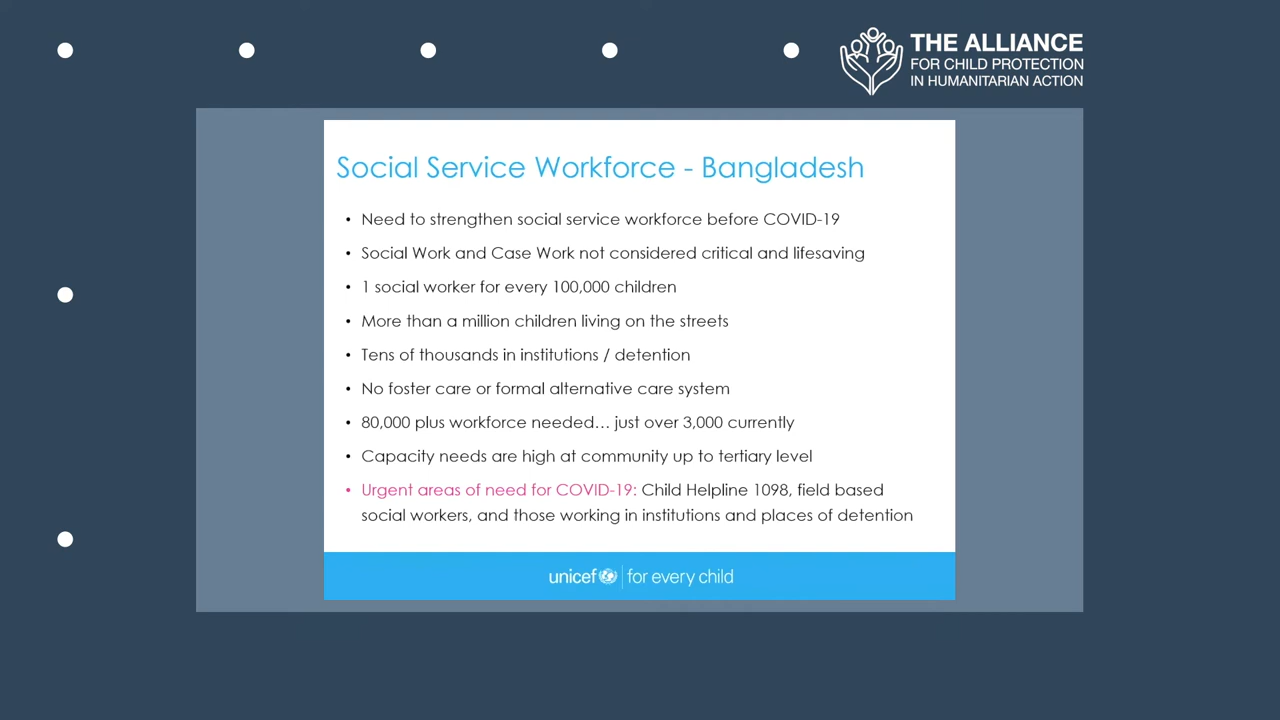 THE ALLIANCE
FOR CHILD PROTECTION
IN HUMANITARIAN ACTION
Social Service Workforce - Bangladesh
• Need to strengthen social service workforce before COVID-19
• Social Work and Case Work not considered critical and lifesaving
• 1 social worker for every 100,000 children
• More than a million children living on the streets
• Tens of thousands in institutions / detention
• No foster care or formal alternative care system
• 80,000 plus workforce needed… just over 3,000 currently
• Capacity needs are high at community up to tertiary level
• Urgent areas of need for COVID-19: Child Helpline 1098, field based
social workers, and those working in institutions and places of detention
unicef | for every child